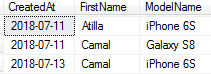 CreatedAt FirstName ModelName
2018-07-11 Atilla iPhone 6S
2018-07-11 Camal Galaxy S8
2018-07-13 Camal iPhone 6S